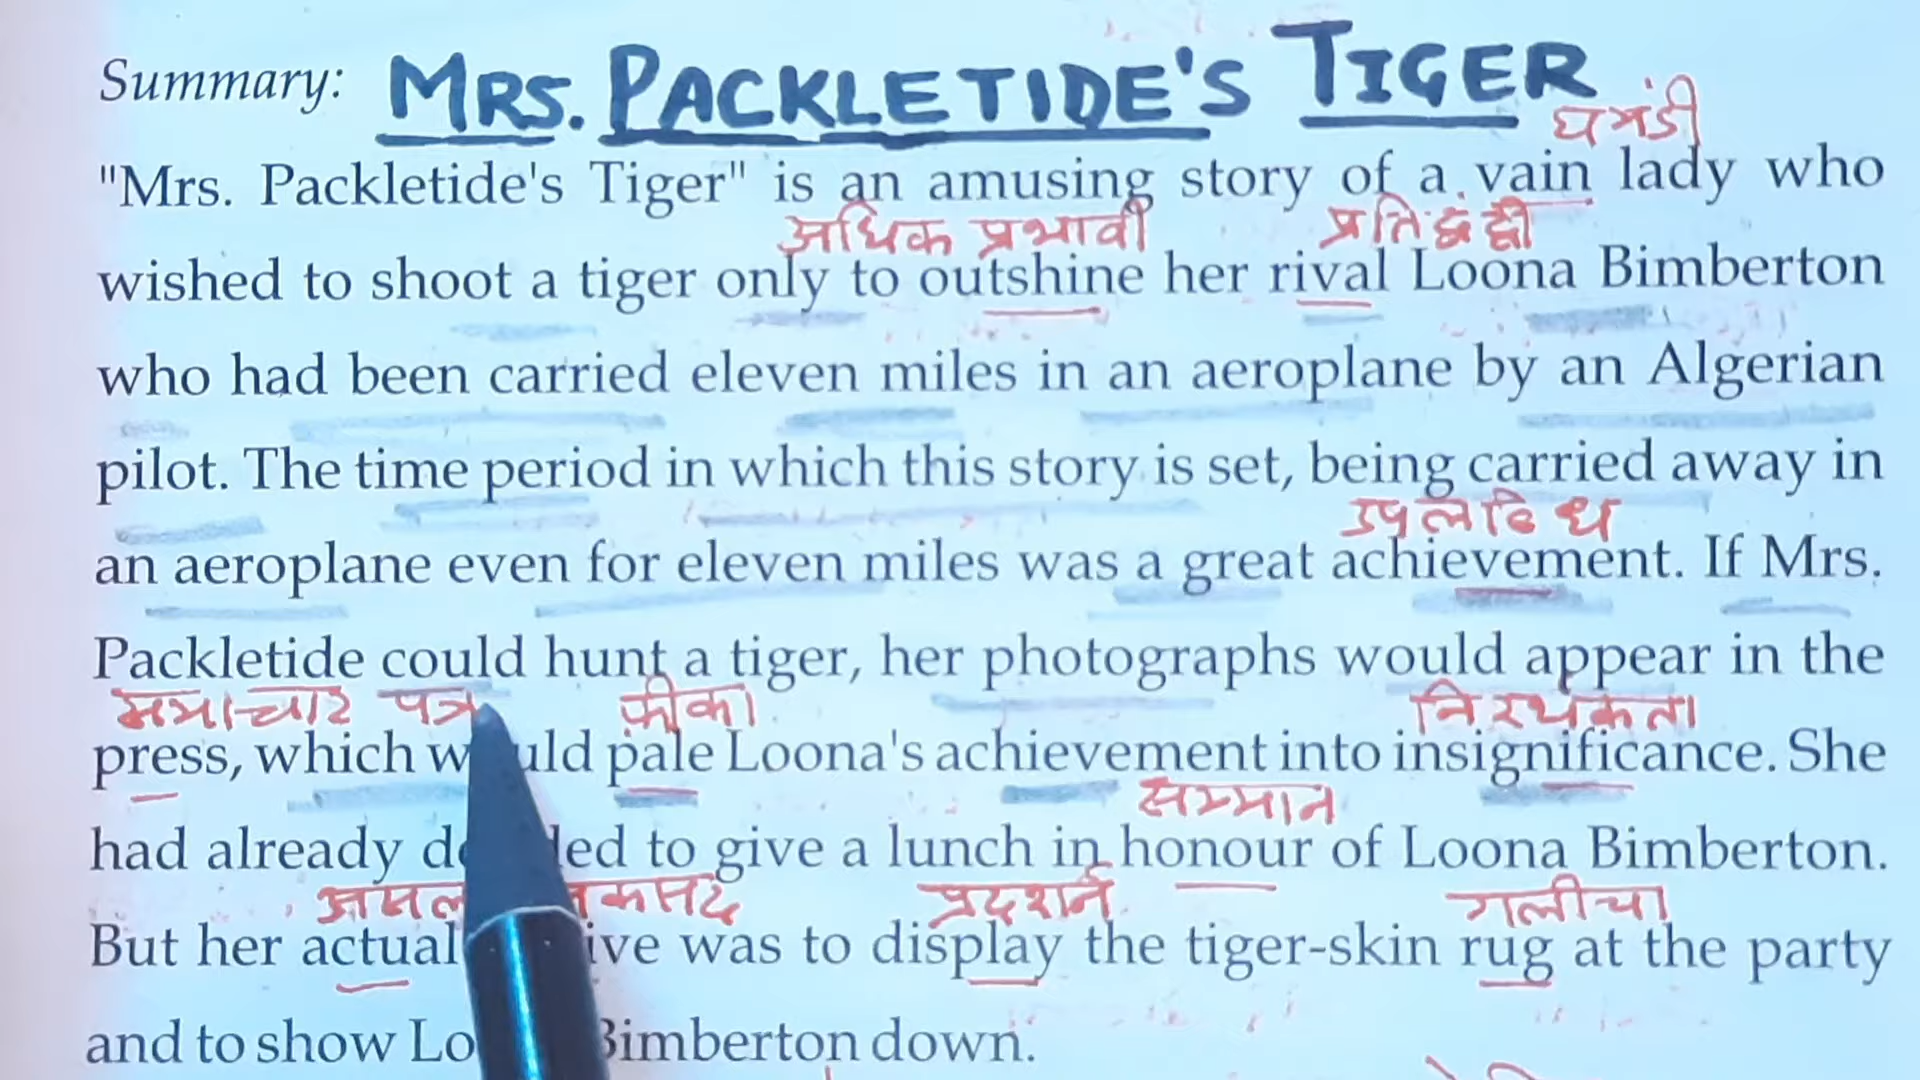 Summary: MRS. PACKLETIDE'S TIGER
घमंडी
"Mrs. Packletide's Tiger" is an amusing story of a vain lady who
अधिक प्रभावी प्रतिद्वंद्वी
wished to shoot a tiger only to outshine her rival Loona Bimberton
who had been carried eleven miles in an aeroplane by an Algerian
pilot. The time period in which this story is set, being carried away in
उपलब्धि
an aeroplane even for eleven miles was a great achievement. If Mrs.
Packletide could hunt a tiger, her photographs would appear in the
समाचार पत्र फीका निरर्थकता
press, which would pale Loona's achievement into insignificance. She
सम्मान
had already to give a lunch in honour of Loona Bimberton.
असल प्रदर्शन गलीचा
But her actual was to display the tiger-skin rug at the party
and to show Bimberton down.